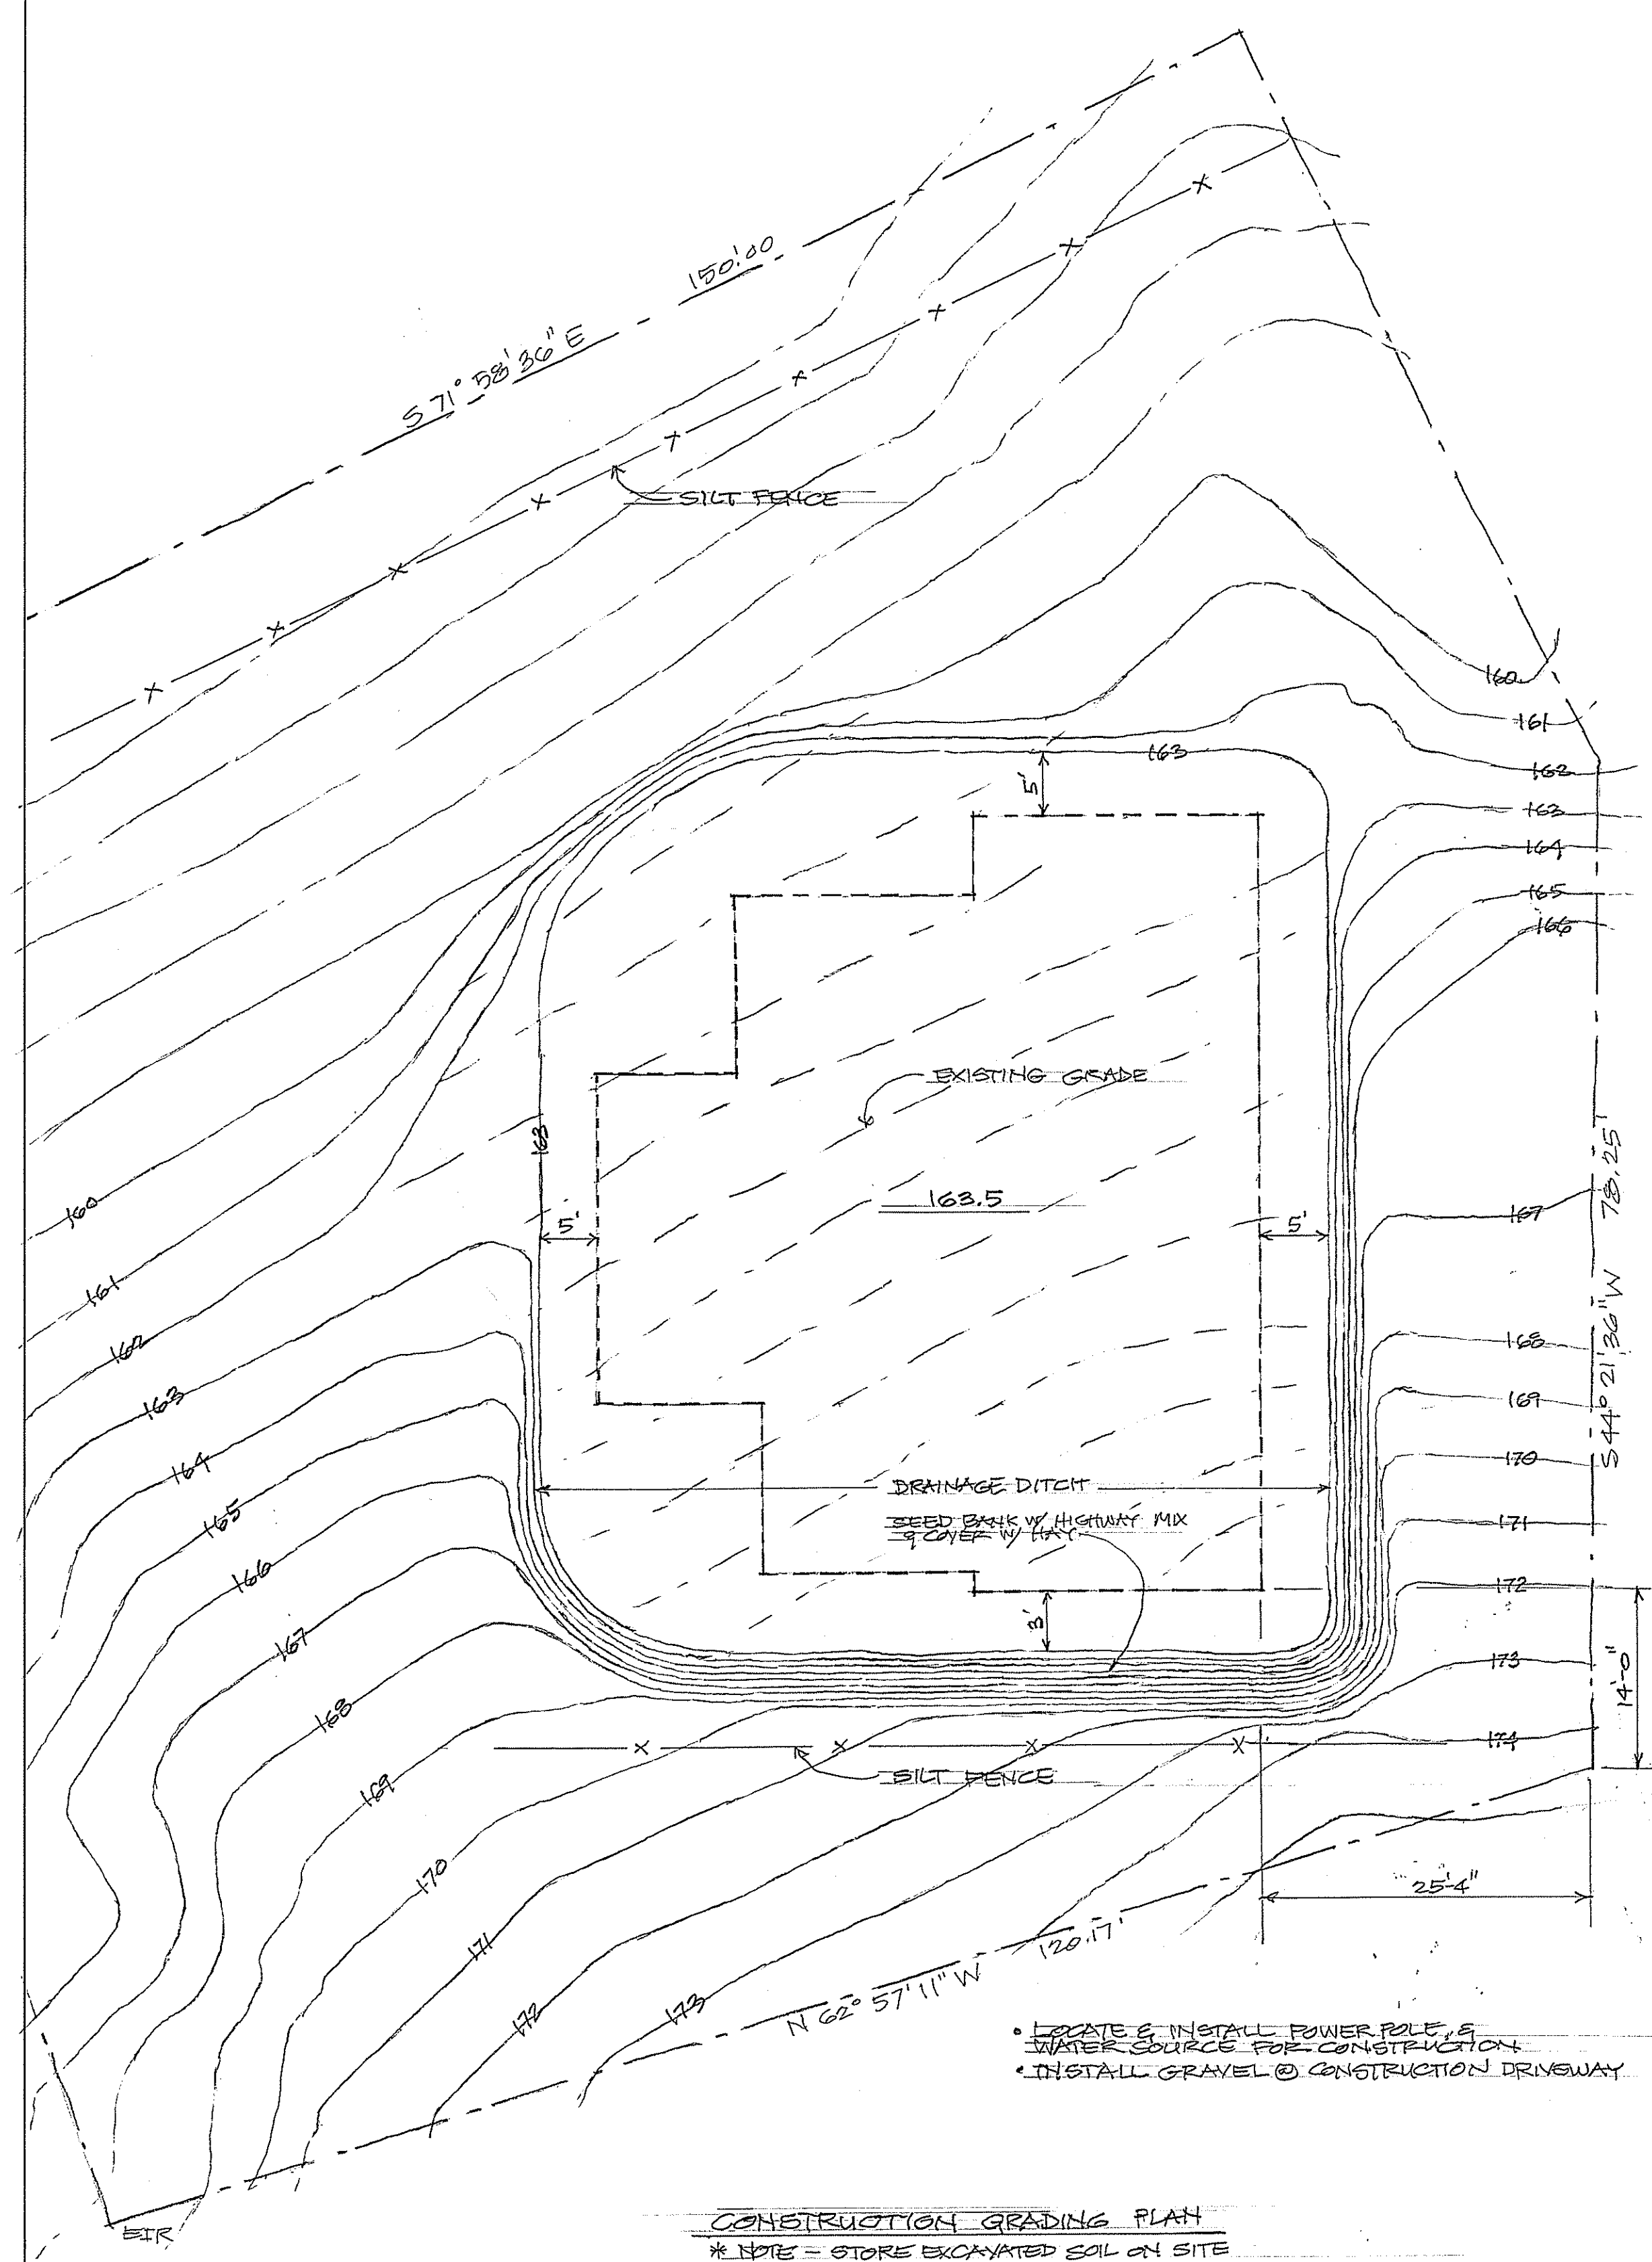 150.'00
S 71° 58' 36" E
SILT FENCE
160
161
163
162
5'
163
164
165
166
EXISTING GRADE
163
163.5
78.25'
S 44° 21' 36" W
167
5'
5'
160
161
162
163
164
165
166
167
168
169
170
171
172
173
168
169
170
171
172
173
174
DRAINAGE DITCH
SEED BANK W/ HIGHWAY MIX
& COVER W/ HAY
3'
14'-0"
SILT FENCE
25'-4"
N 62° 57' 11" W
120.17'
• LOCATE & INSTALL POWER POLE, &
WATER SOURCE FOR CONSTRUCTION
• INSTALL GRAVEL @ CONSTRUCTION DRIVEWAY
EIR
CONSTRUCTION GRADING PLAN
* NOTE - STORE EXCAVATED SOIL ON SITE